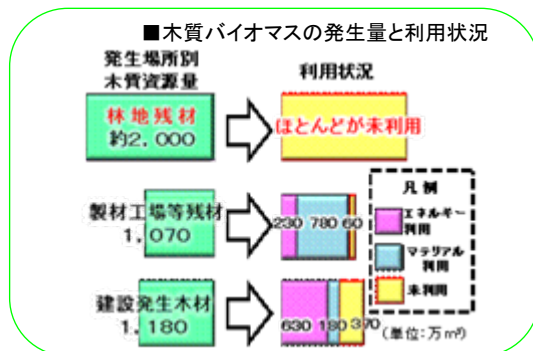 ■木質バイオマスの発生量と利用状況
発生場所別
木質資源量
利用状況
林地残材
約2.000
ほとんどが未利用
製材工場等残材
1.070
230 780 60
建設発生木材
1.180
630 180 370
凡例
エネルギー
利用
マテリアル
利用
未利用
(単位:万㎥)